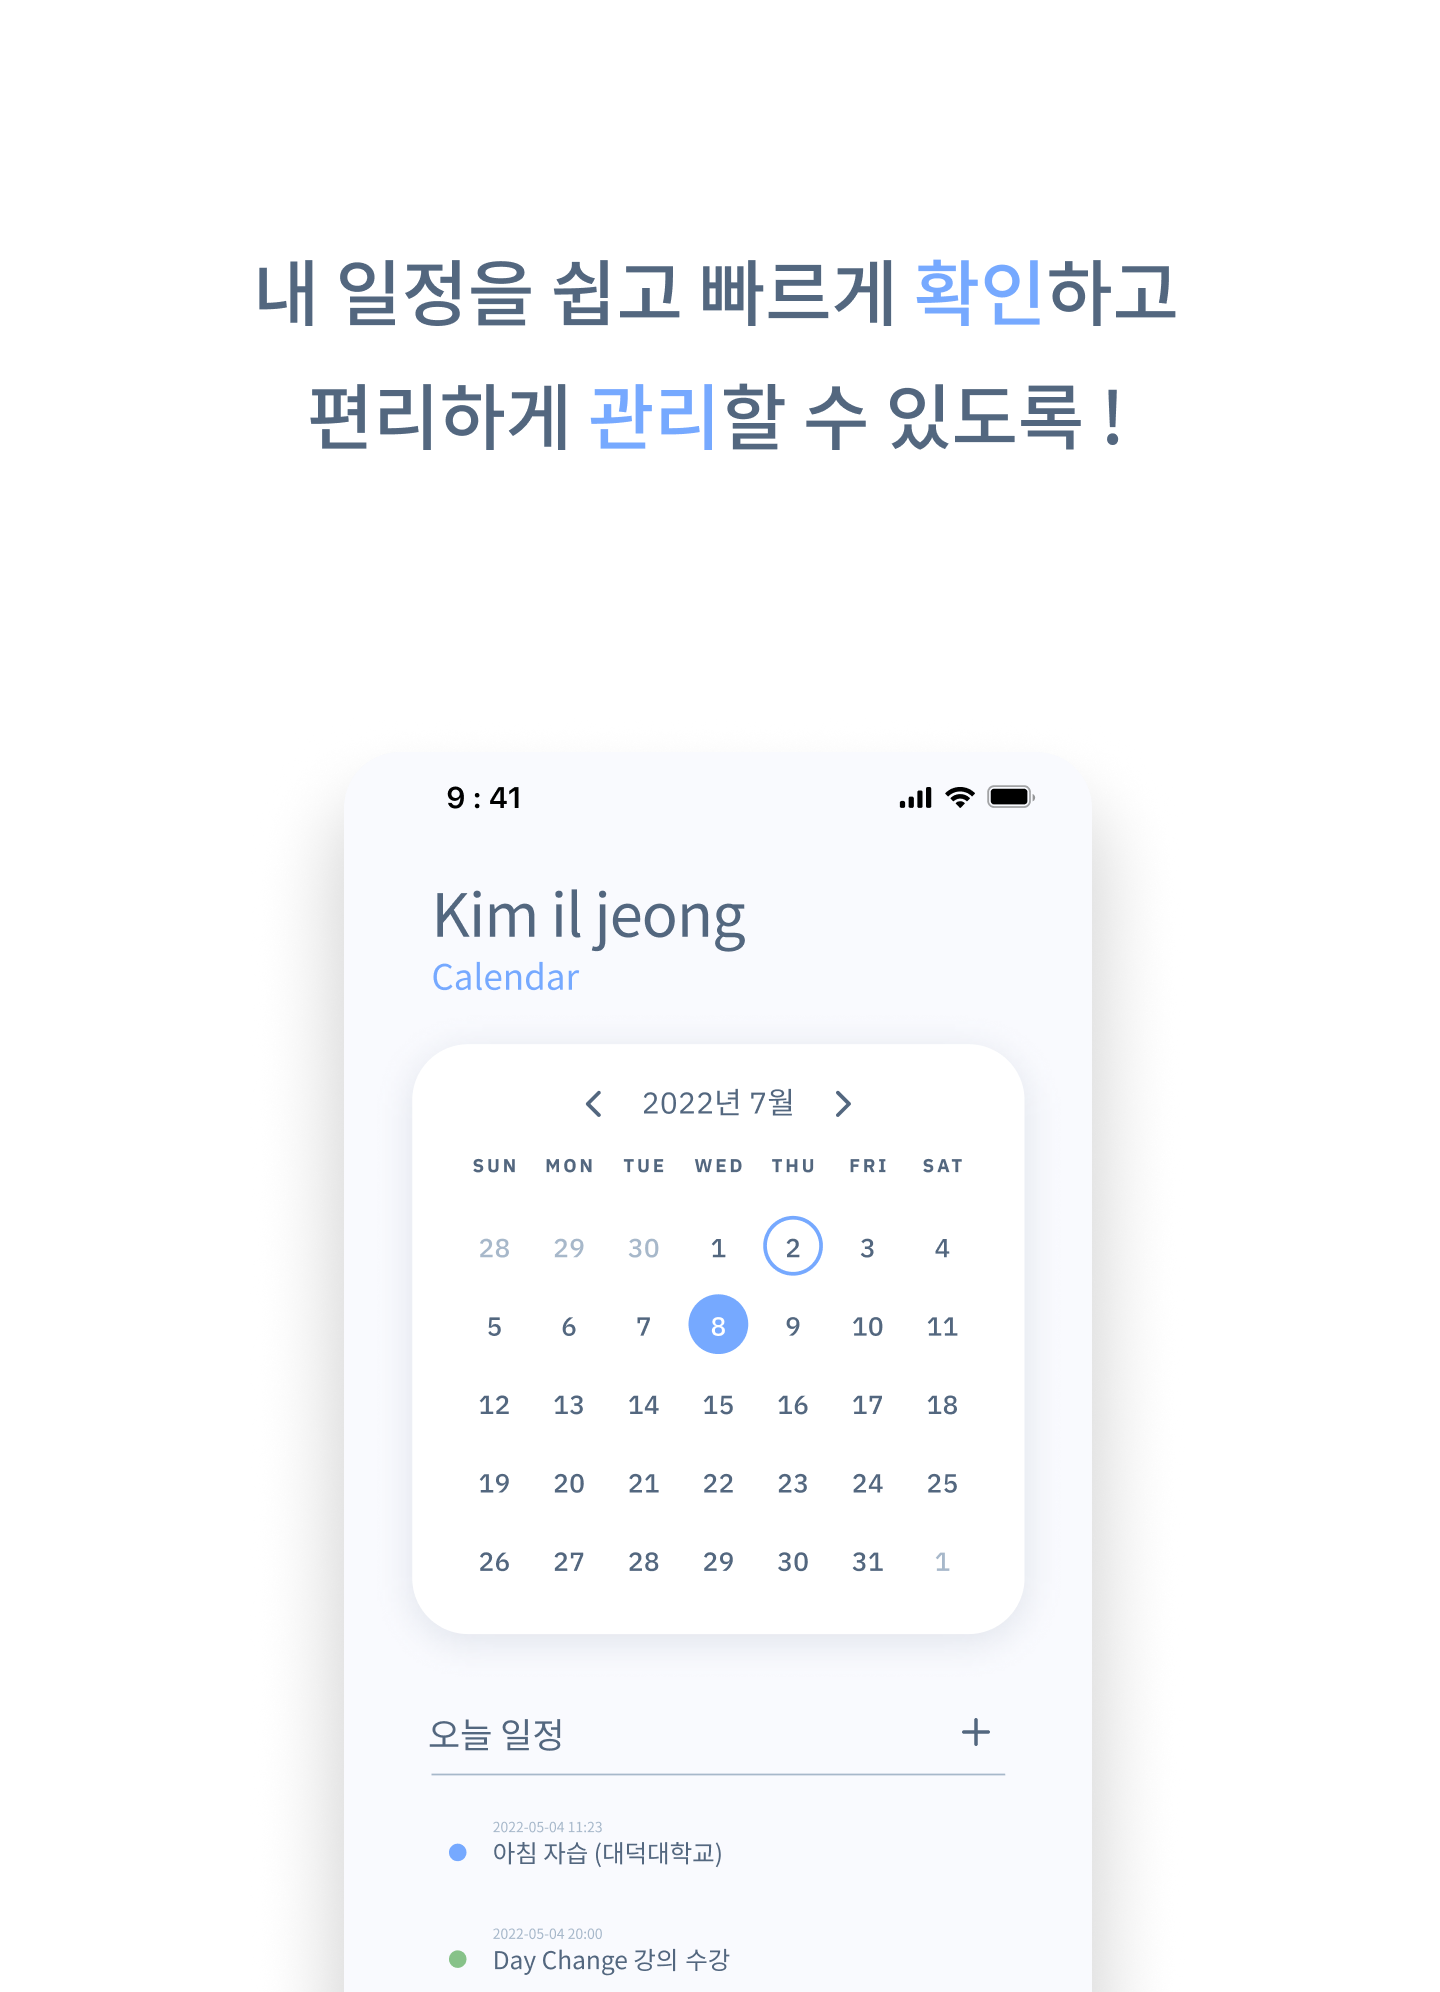 내 일정을 쉽고 빠르게 확인하고
편리하게 관리할 수 있도록 !
9 : 41
Kim il jeong
Calendar
2022년 7월
SUN MON TUE WED THU FRI SAT
28 29 30 1 2 3 4
5 6 7 8 9 10 11
12 13 14 15 16 17 18
19 20 21 22 23 24 25
26 27 28 29 30 31 1
오늘 일정
2022-05-04 11:23
아침 자습 (대덕대학교)
2022-05-04 20:00
Day Change 강의 수강